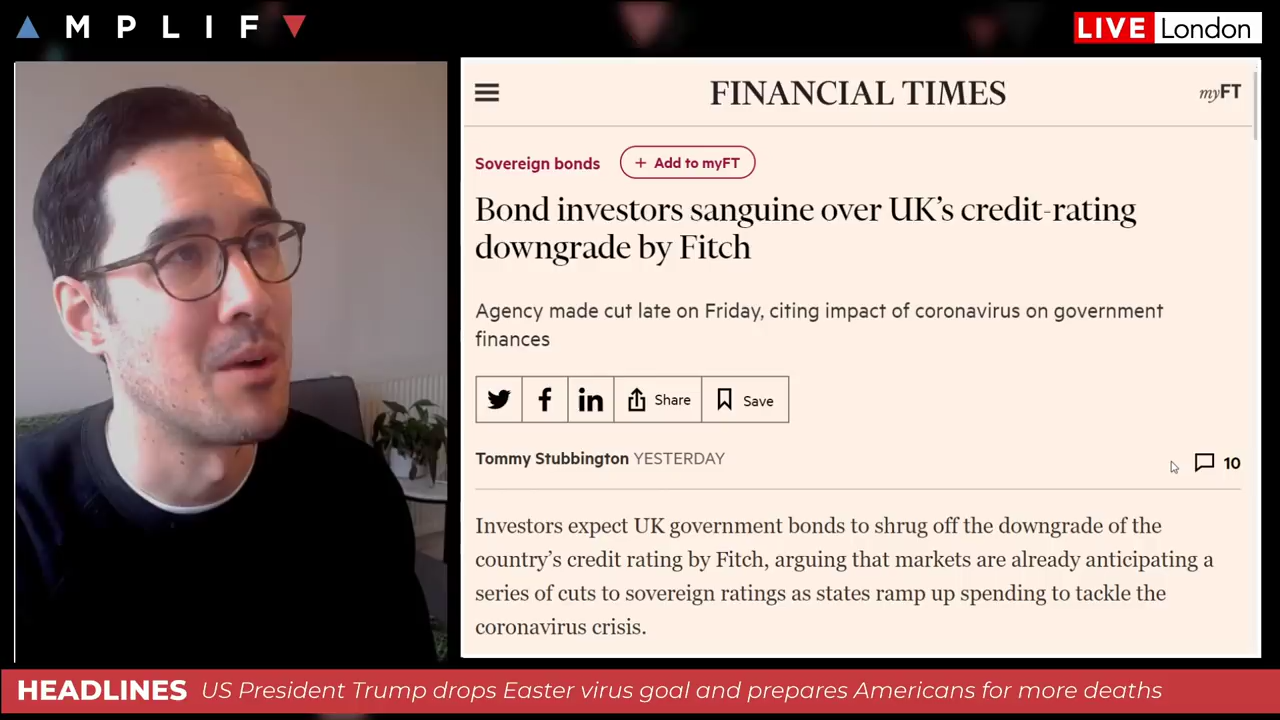 ▲ M P L I F ▼
LIVE London
FINANCIAL TIMES
myFT
Sovereign bonds
+ Add to myFT
Bond investors sanguine over UK’s credit-rating
downgrade by Fitch
Agency made cut late on Friday, citing impact of coronavirus on government
finances
Share
Save
Tommy Stubbington YESTERDAY
10
Investors expect UK government bonds to shrug off the downgrade of the
country’s credit rating by Fitch, arguing that markets are already anticipating a
series of cuts to sovereign ratings as states ramp up spending to tackle the
coronavirus crisis.
HEADLINES US President Trump drops Easter virus goal and prepares Americans for more deaths